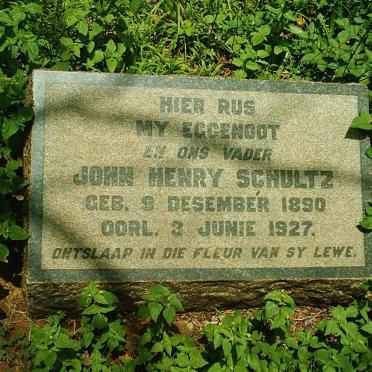 HIER RUS
MY EGGENOOT
EN ONS VADER
JOHN HENRY SCHULTZ
GEB. 9 DESEMBER 1890
OORL. 3 JUNIE 1927.
ONTSLAAP IN DIE FLEUR VAN SY LEWE.